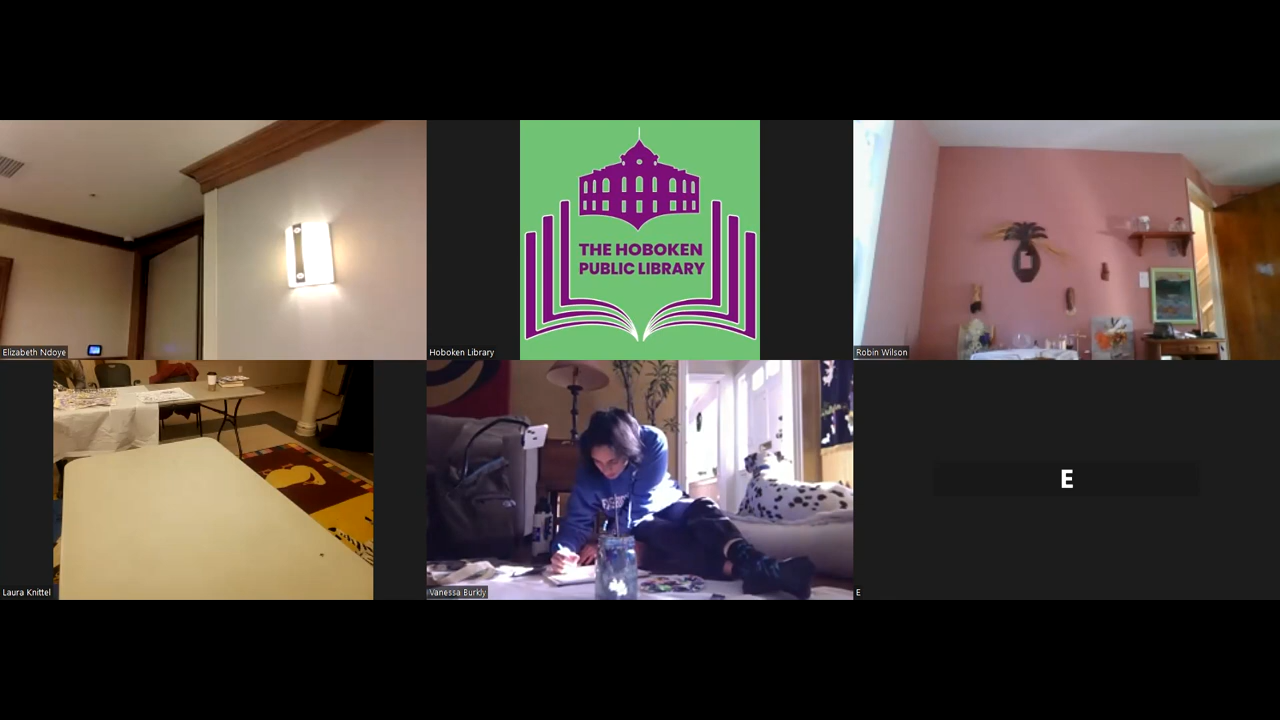 THE HOBOKEN
PUBLIC LIBRARY
Elizabeth Ndoye
Hoboken Library
Robin Wilson
E
Laura Knittel
Vanessa Burkly
E